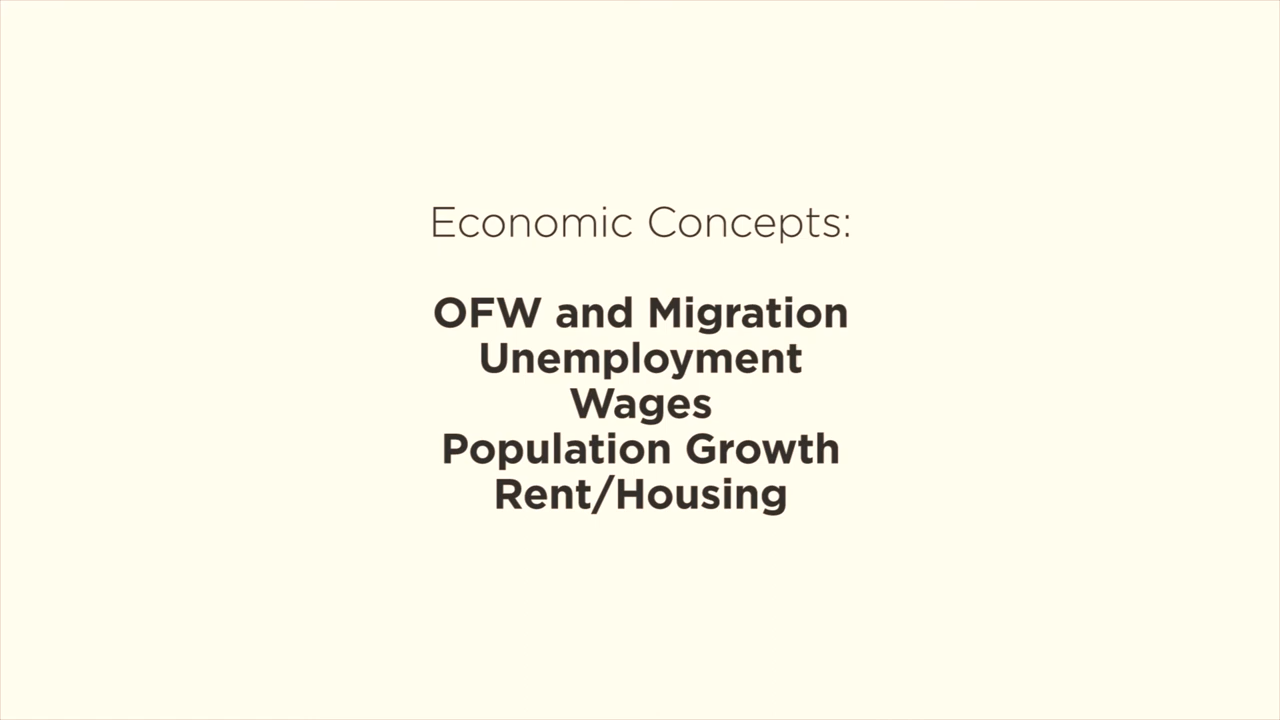 Economic Concepts:
OFW and Migration
Unemployment
Wages
Population Growth
Rent/Housing